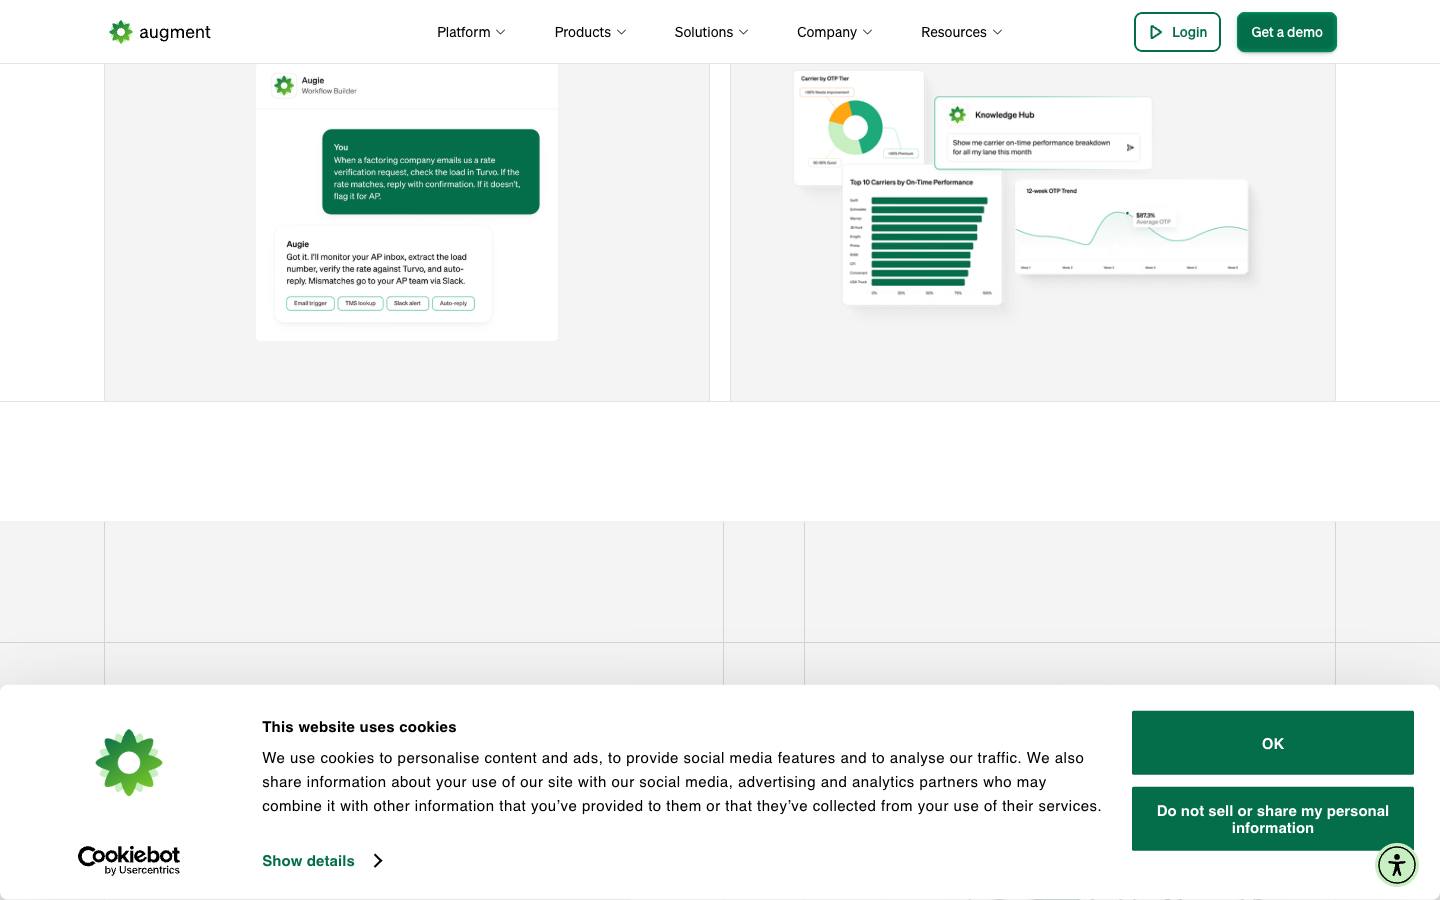 augment
Platform
Products
Solutions
Company
Resources
Login
Get a demo
Augie
Workflow Builder
You
When a factoring company emails us a rate
verification request, check the load in Turvo. If the
rate matches, reply with confirmation. If it doesn't,
flag it for AP.
Augie
Got it. I'll monitor your AP inbox, extract the load
number, verify the rate against Turvo, and auto-
reply. Mismatches go to your AP team via Slack.
Email trigger
TMS lookup
Slack alert
Auto-reply
Carrier by OTP Tier
Knowledge Hub
Show me carrier on-time performance breakdown
for all my lane this month
Top 10 Carriers by On-Time Performance
0%
25%
50%
75%
100%
12-week OTP Trend
$87.3%
Average OTP
This website uses cookies
We use cookies to personalise content and ads, to provide social media features and to analyse our traffic. We also
share information about your use of our site with our social media, advertising and analytics partners who may
combine it with other information that you've provided to them or that they've collected from your use of their services.
Show details
OK
Do not sell or share my personal
information
Cookiebot
by Usercentrics